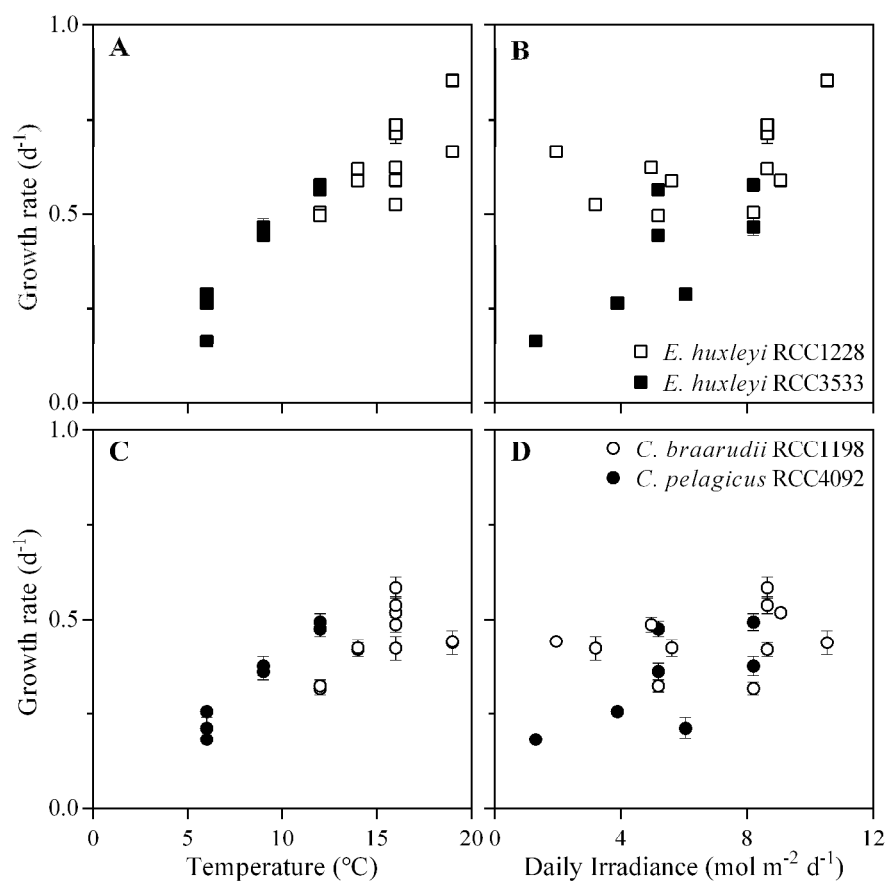 1.0
A
B
Growth rate (d⁻¹)
0.5
E. huxleyi RCC1228
E. huxleyi RCC3533
0.0
1.0
C
D
C. braarudii RCC1198
C. pelagicus RCC4092
Growth rate (d⁻¹)
0.5
0.0
0 5 10 15 20 4 8 12
Temperature (°C) Daily Irradiance (mol m⁻² d⁻¹)